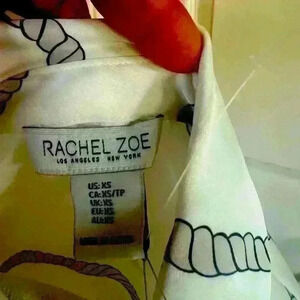 RACHEL ZOE
LOS ANGELES NEW YORK
US:XS
CA:XS/TP
UK:XS
EU:XS
AU:XS